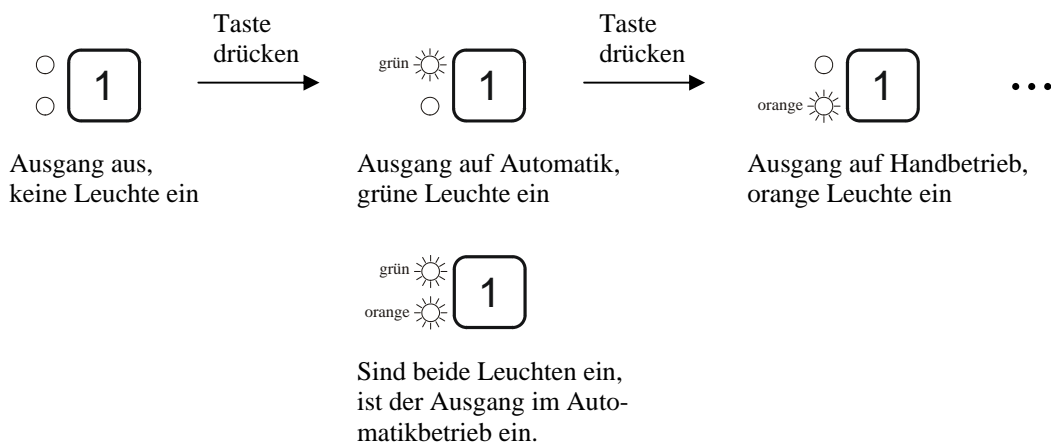 Taste
drücken
Taste
drücken
1
grün
1
orange
1
...
Ausgang aus,
keine Leuchte ein
Ausgang auf Automatik,
grüne Leuchte ein
Ausgang auf Handbetrieb,
orange Leuchte ein
grün
orange
1
Sind beide Leuchten ein,
ist der Ausgang im Auto-
matikbetrieb ein.